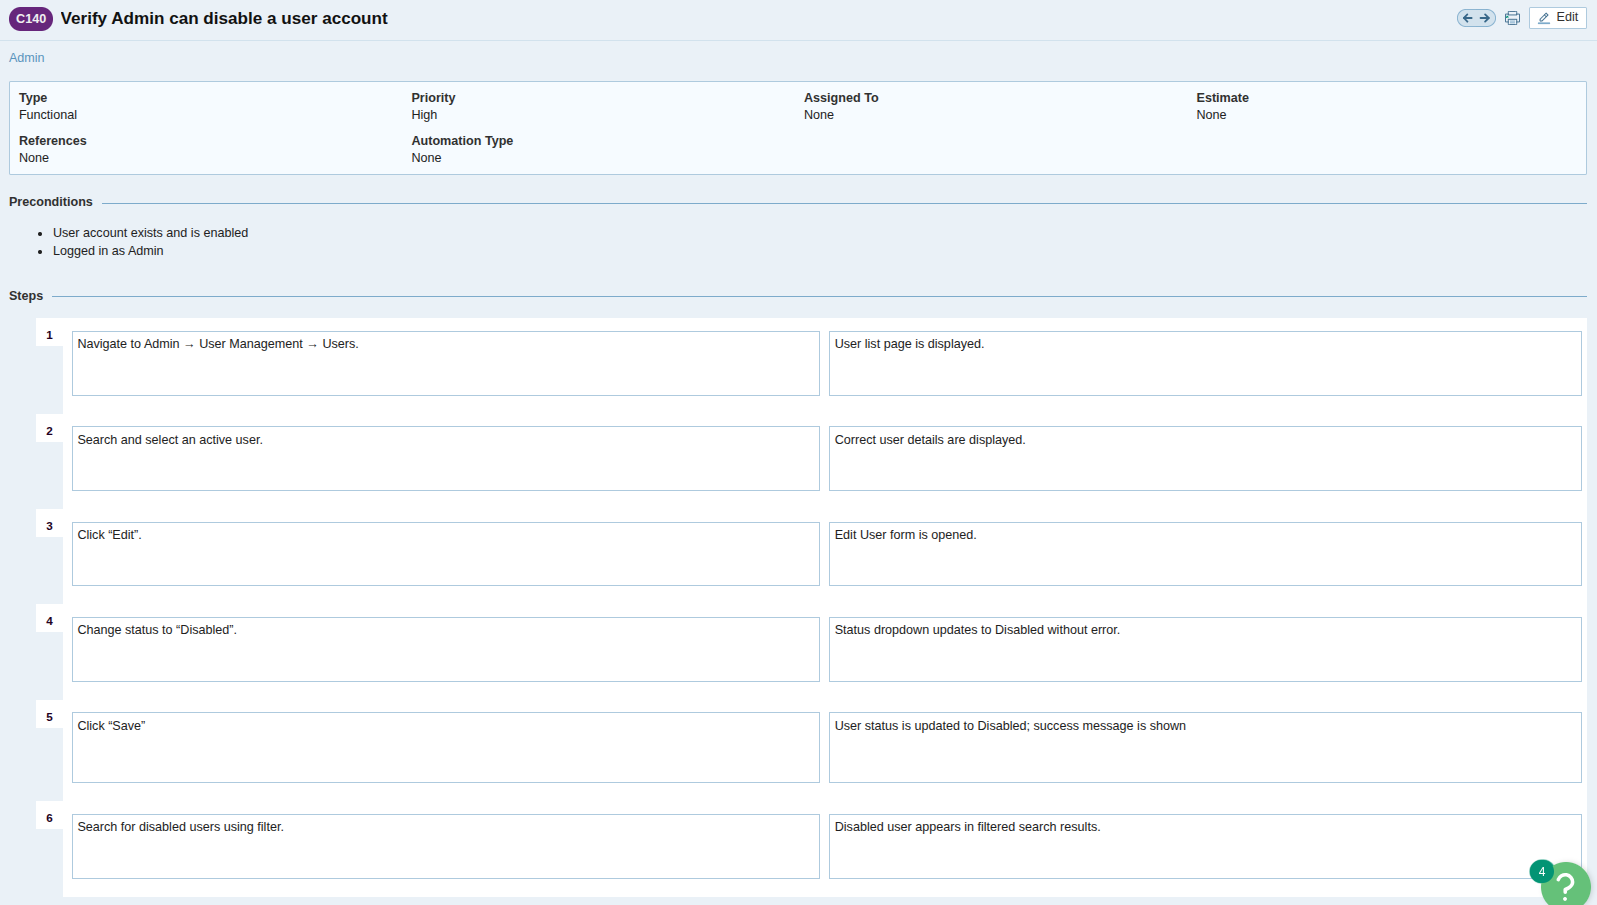 C140 Verify Admin can disable a user account Edit
Admin
Type Priority Assigned To Estimate
Functional High None None
References Automation Type
None None
Preconditions
User account exists and is enabled
Logged in as Admin
Steps
1
Navigate to Admin → User Management → Users. User list page is displayed.
2
Search and select an active user. Correct user details are displayed.
3
Click “Edit”. Edit User form is opened.
4
Change status to “Disabled”. Status dropdown updates to Disabled without error.
5
Click “Save” User status is updated to Disabled; success message is shown
6
Search for disabled users using filter. Disabled user appears in filtered search results.
4
?